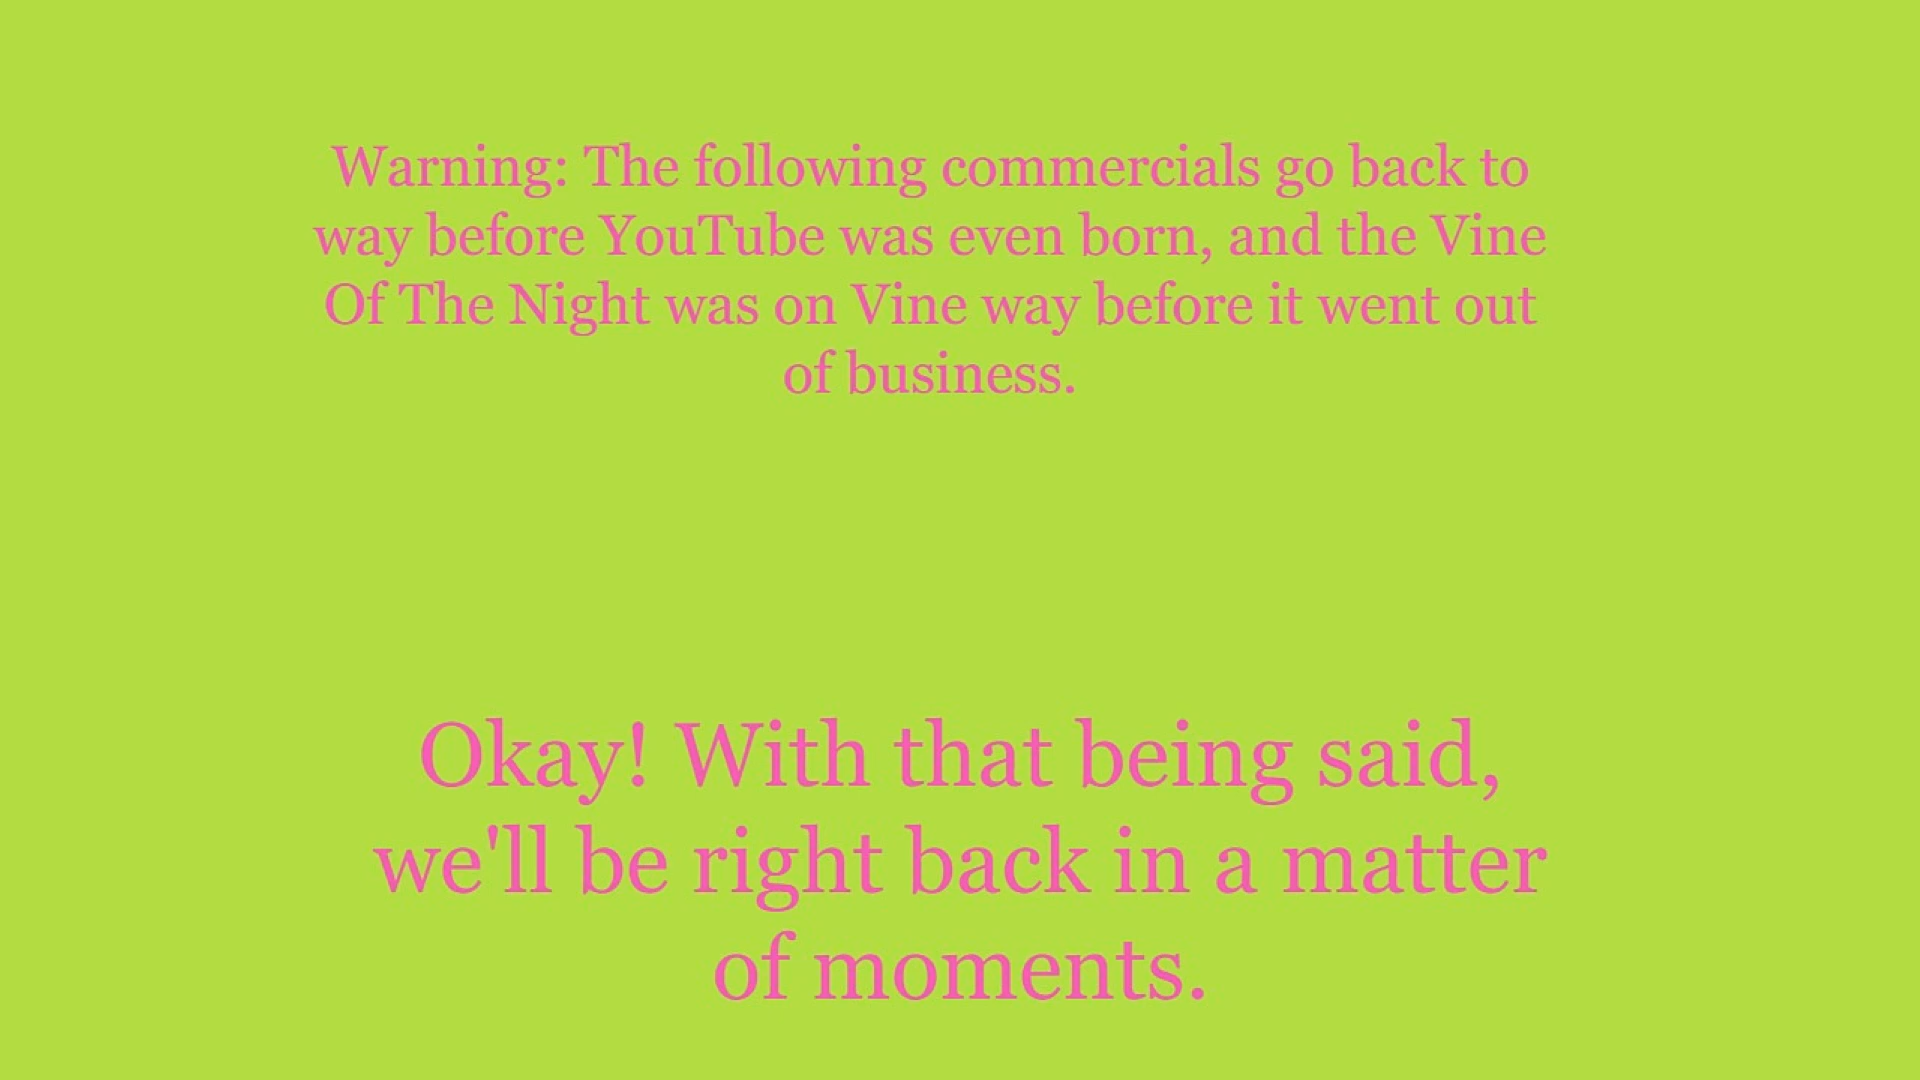 Warning: The following commercials go back to
way before YouTube was even born, and the Vine
Of The Night was on Vine way before it went out
of business.
Okay! With that being said,
we'll be right back in a matter
of moments.